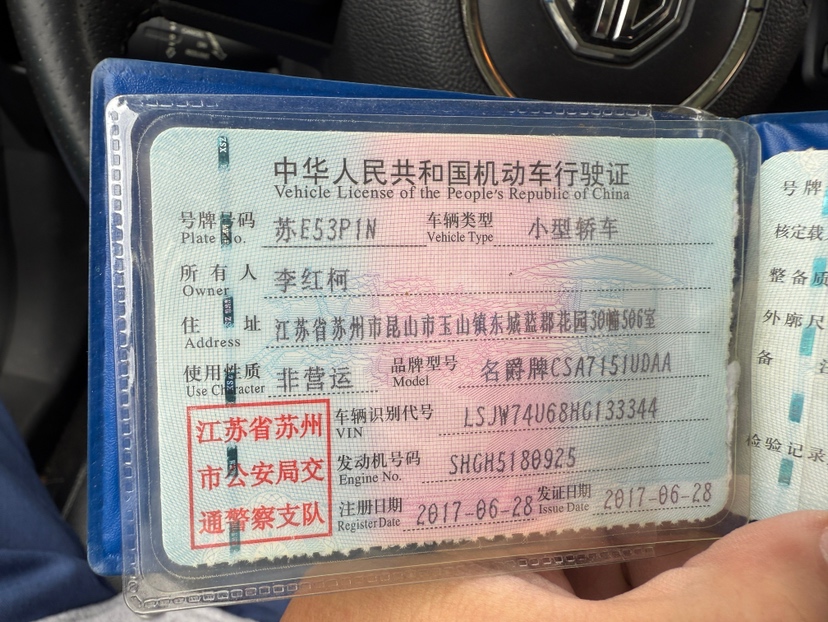 中华人民共和国机动车行驶证
Vehicle License of the People's Republic of China
号牌号码 苏E53P1N 车辆类型 小型轿车
Plate No. Vehicle Type
所有人 李红柯
Owner
住址 江苏省苏州市昆山市玉山镇东城蓝郡花园30幢506室
Address
使用性质 非营运 品牌型号 名爵牌CSA7151UDAA
Use Character Model
车辆识别代号 LSJW74U68HG133344
VIN
发动机号码 SHGH5180925
Engine No.
注册日期 2017-06-28 发证日期 2017-06-28
Register Date Issue Date
江苏省苏州
市公安局交
通警察支队
号牌
核定载
整备质
外廓尺
备
检验记录